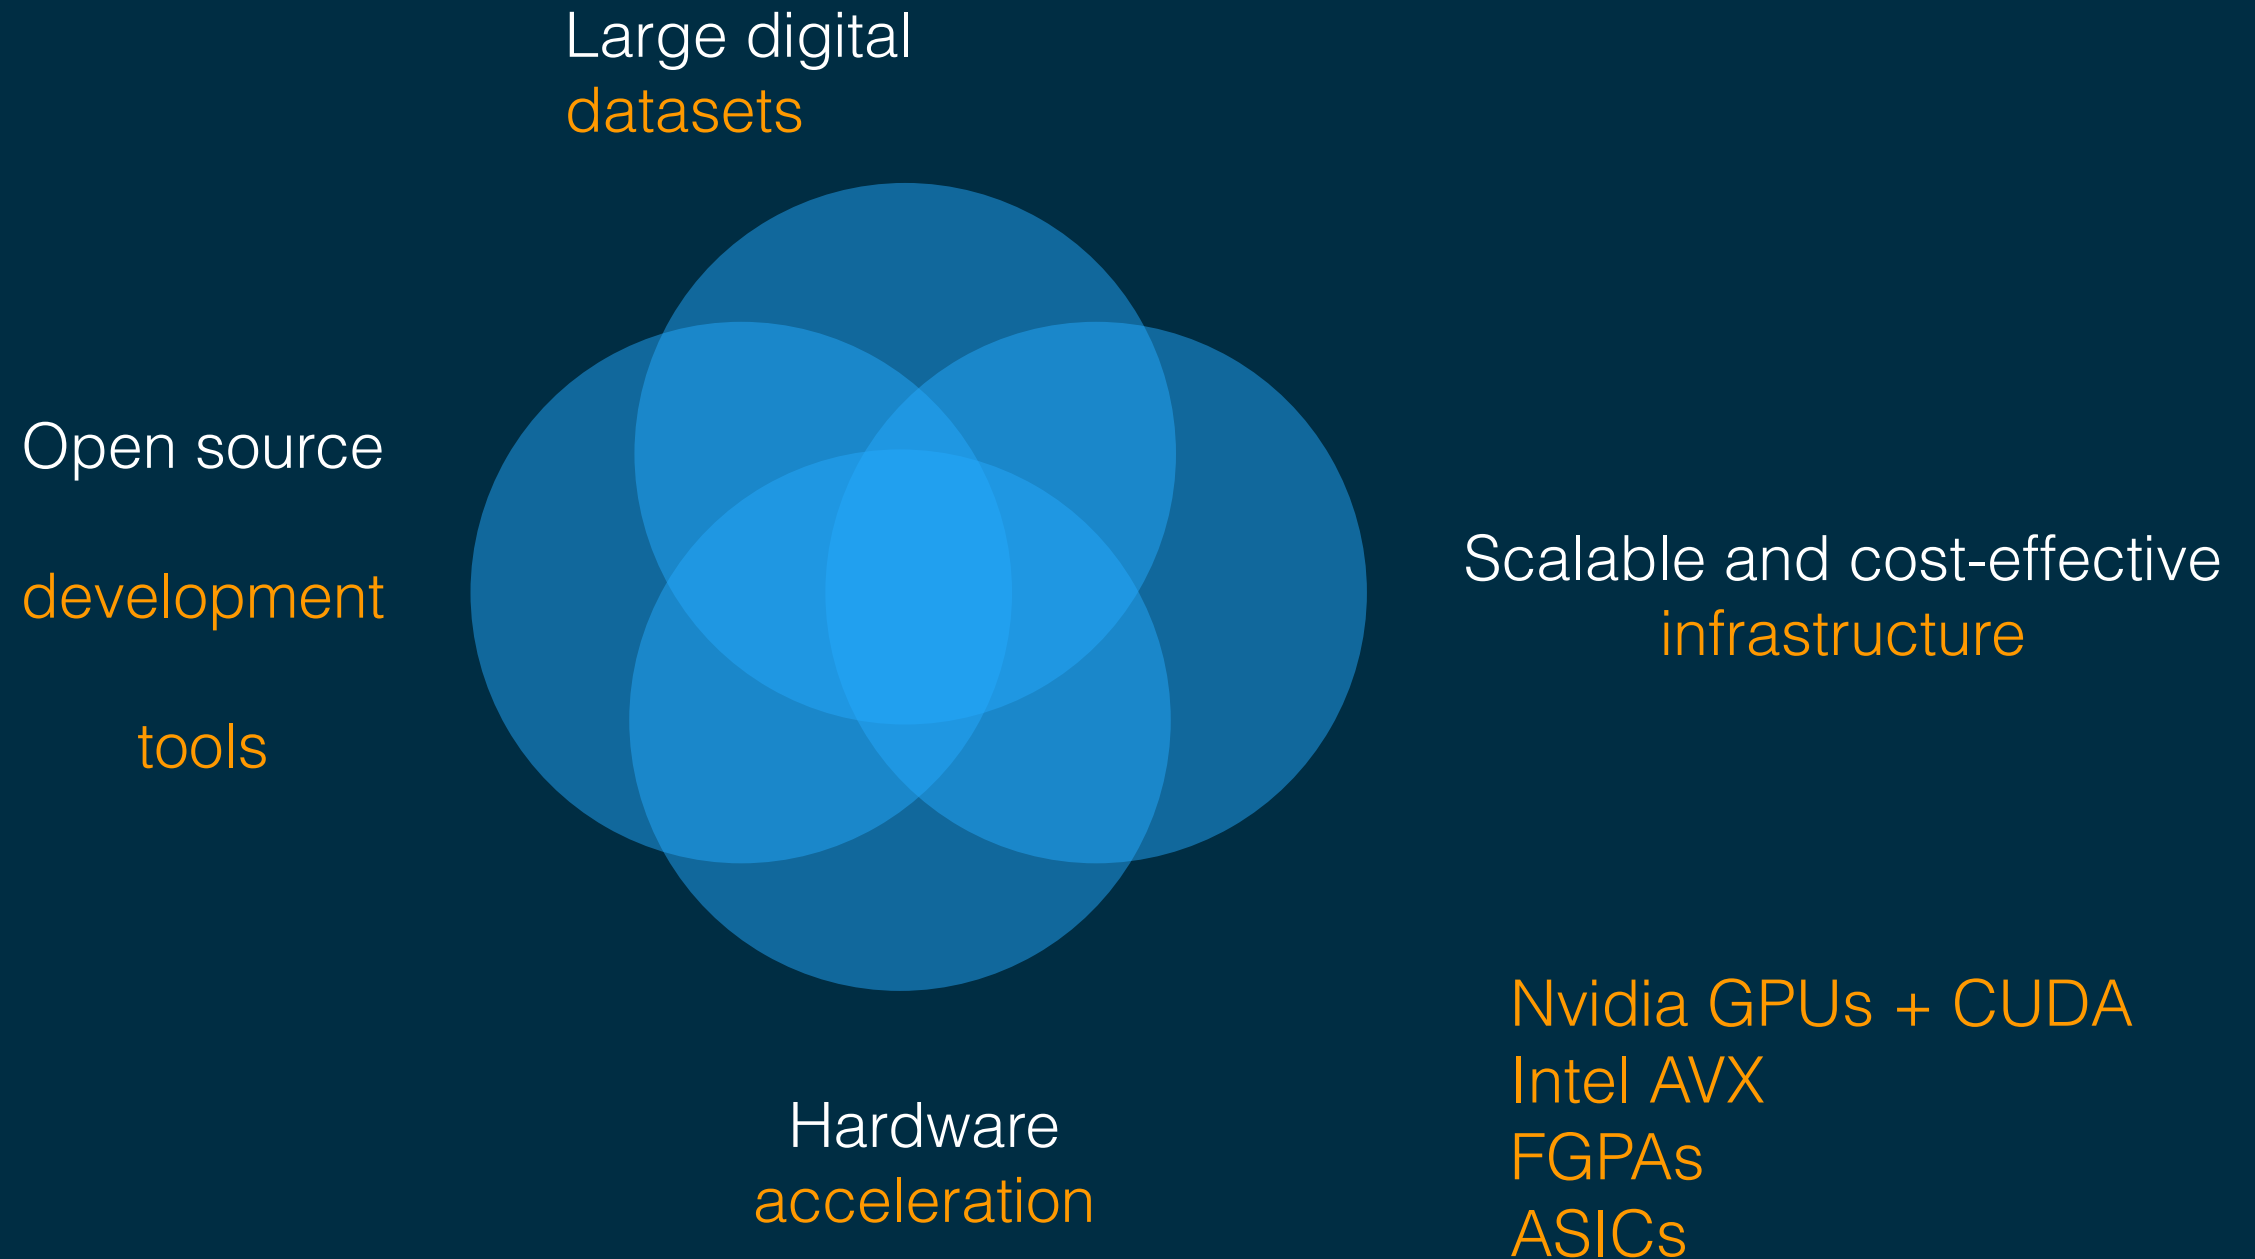 Large digital
datasets
Open source
development
tools
Scalable and cost-effective
infrastructure
Hardware
acceleration
Nvidia GPUs + CUDA
Intel AVX
FGPAs
ASICs